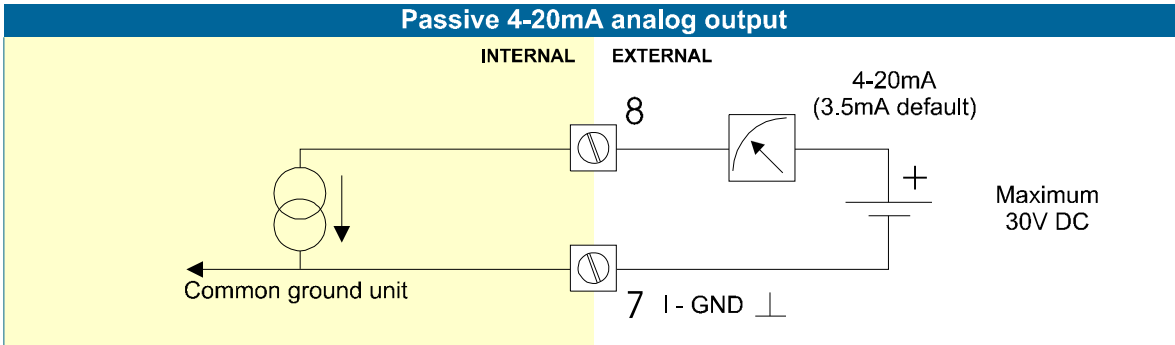 Passive 4-20mA analog output
INTERNAL
EXTERNAL
4-20mA
(3.5mA default)
8
+
Maximum
30V DC
Common ground unit
7 I - GND ⊥